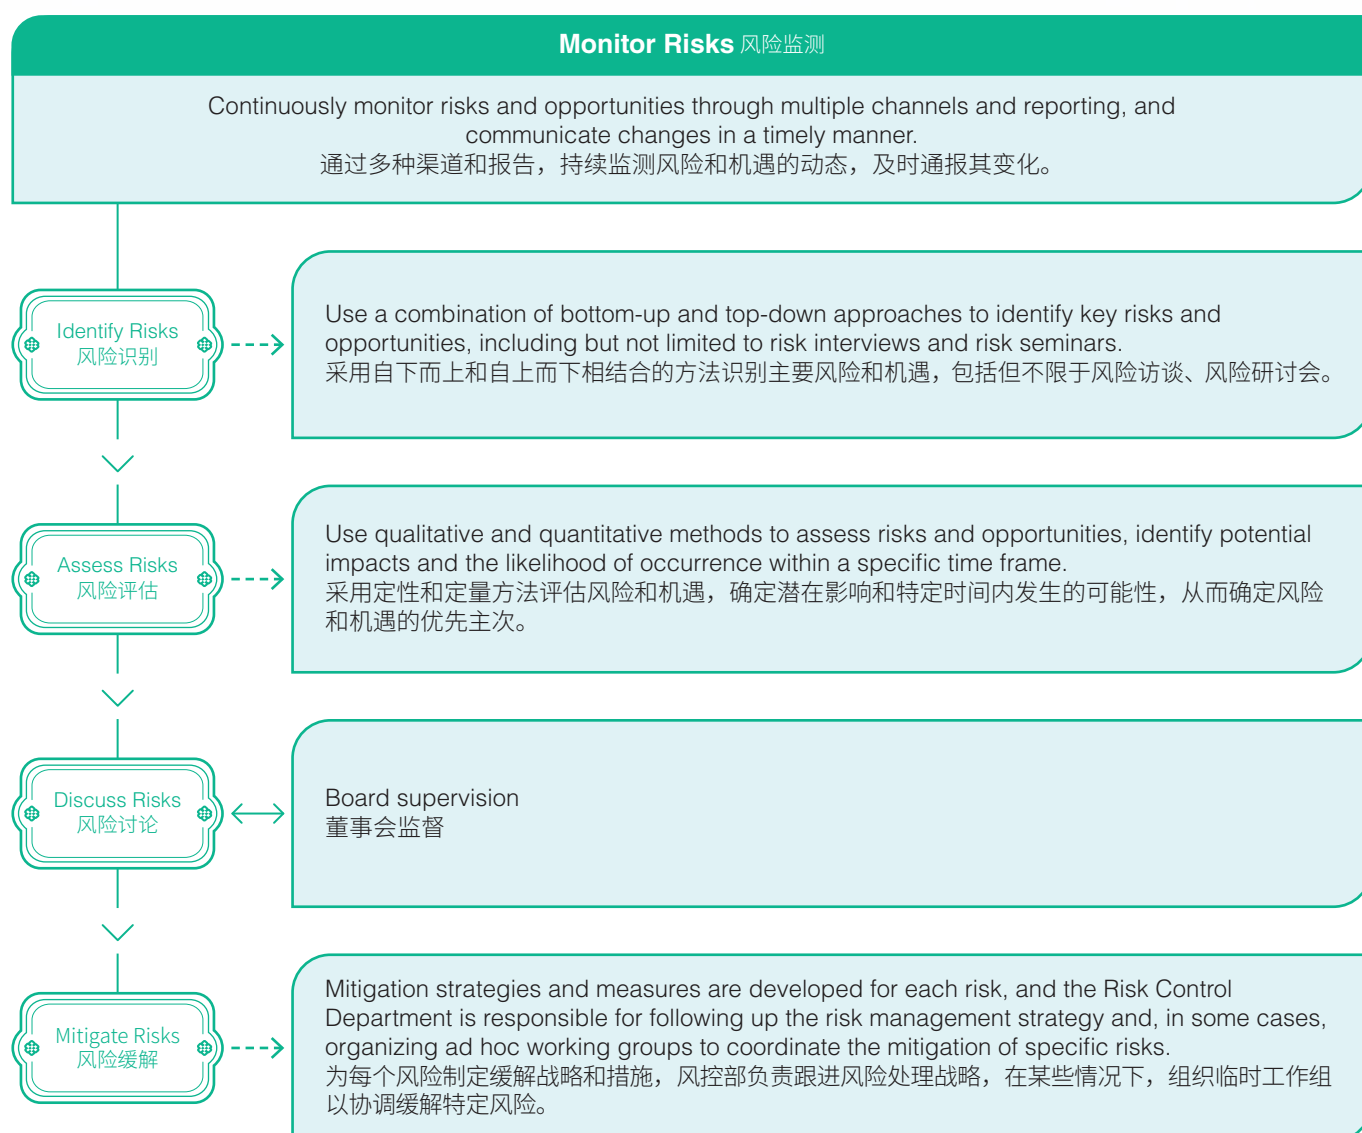 Monitor Risks 风险监测
Continuously monitor risks and opportunities through multiple channels and reporting, and
communicate changes in a timely manner.
通过多种渠道和报告，持续监测风险和机遇的动态，及时通报其变化。
Identify Risks
风险识别
Use a combination of bottom-up and top-down approaches to identify key risks and
opportunities, including but not limited to risk interviews and risk seminars.
采用自下而上和自上而下相结合的方法识别主要风险和机遇，包括但不限于风险访谈、风险研讨会。
Assess Risks
风险评估
Use qualitative and quantitative methods to assess risks and opportunities, identify potential
impacts and the likelihood of occurrence within a specific time frame.
采用定性和定量方法评估风险和机遇，确定潜在影响和特定时间内发生的可能性，从而确定风险
和机遇的优先主次。
Discuss Risks
风险讨论
Board supervision
董事会监督
Mitigate Risks
风险缓解
Mitigation strategies and measures are developed for each risk, and the Risk Control
Department is responsible for following up the risk management strategy and, in some cases,
organizing ad hoc working groups to coordinate the mitigation of specific risks.
为每个风险制定缓解战略和措施，风控部负责跟进风险处理战略，在某些情况下，组织临时工作组
以协调缓解特定风险。